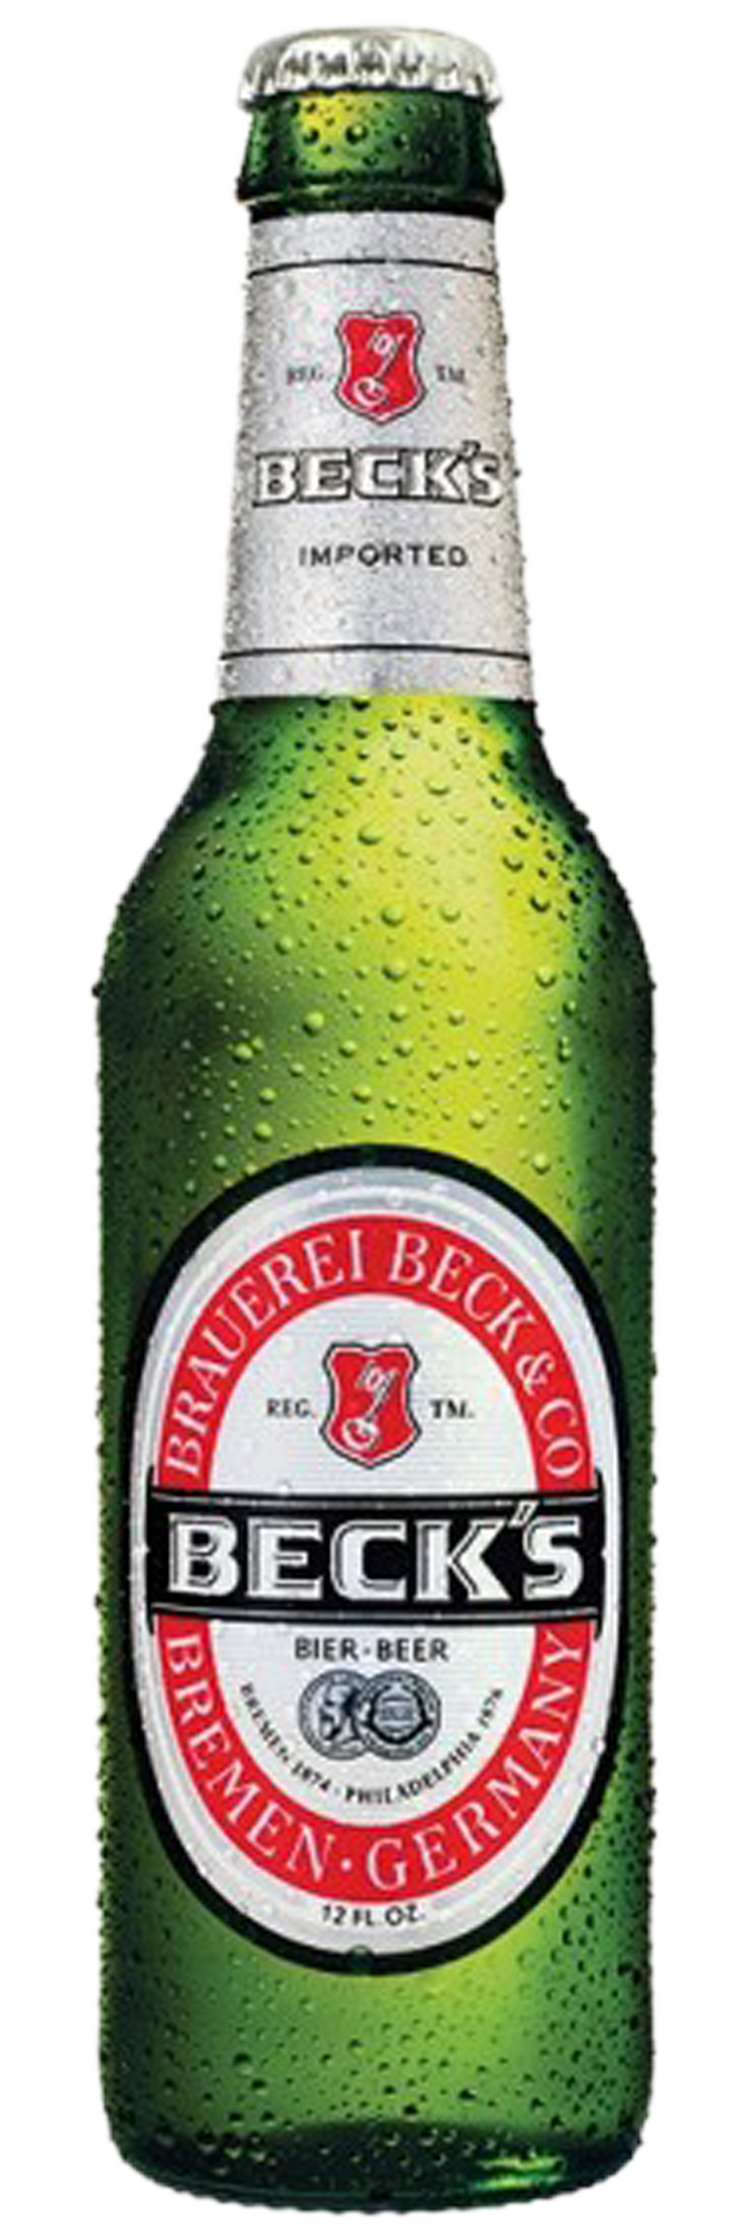 REG. TM.
BECK'S
IMPORTED
BRAUEREI BECK & CO
REG. TM.
BECK'S
BIER·BEER
BREMEN 1874 · PHILADELPHIA 1876
BREMEN · GERMANY
12 FL.OZ.